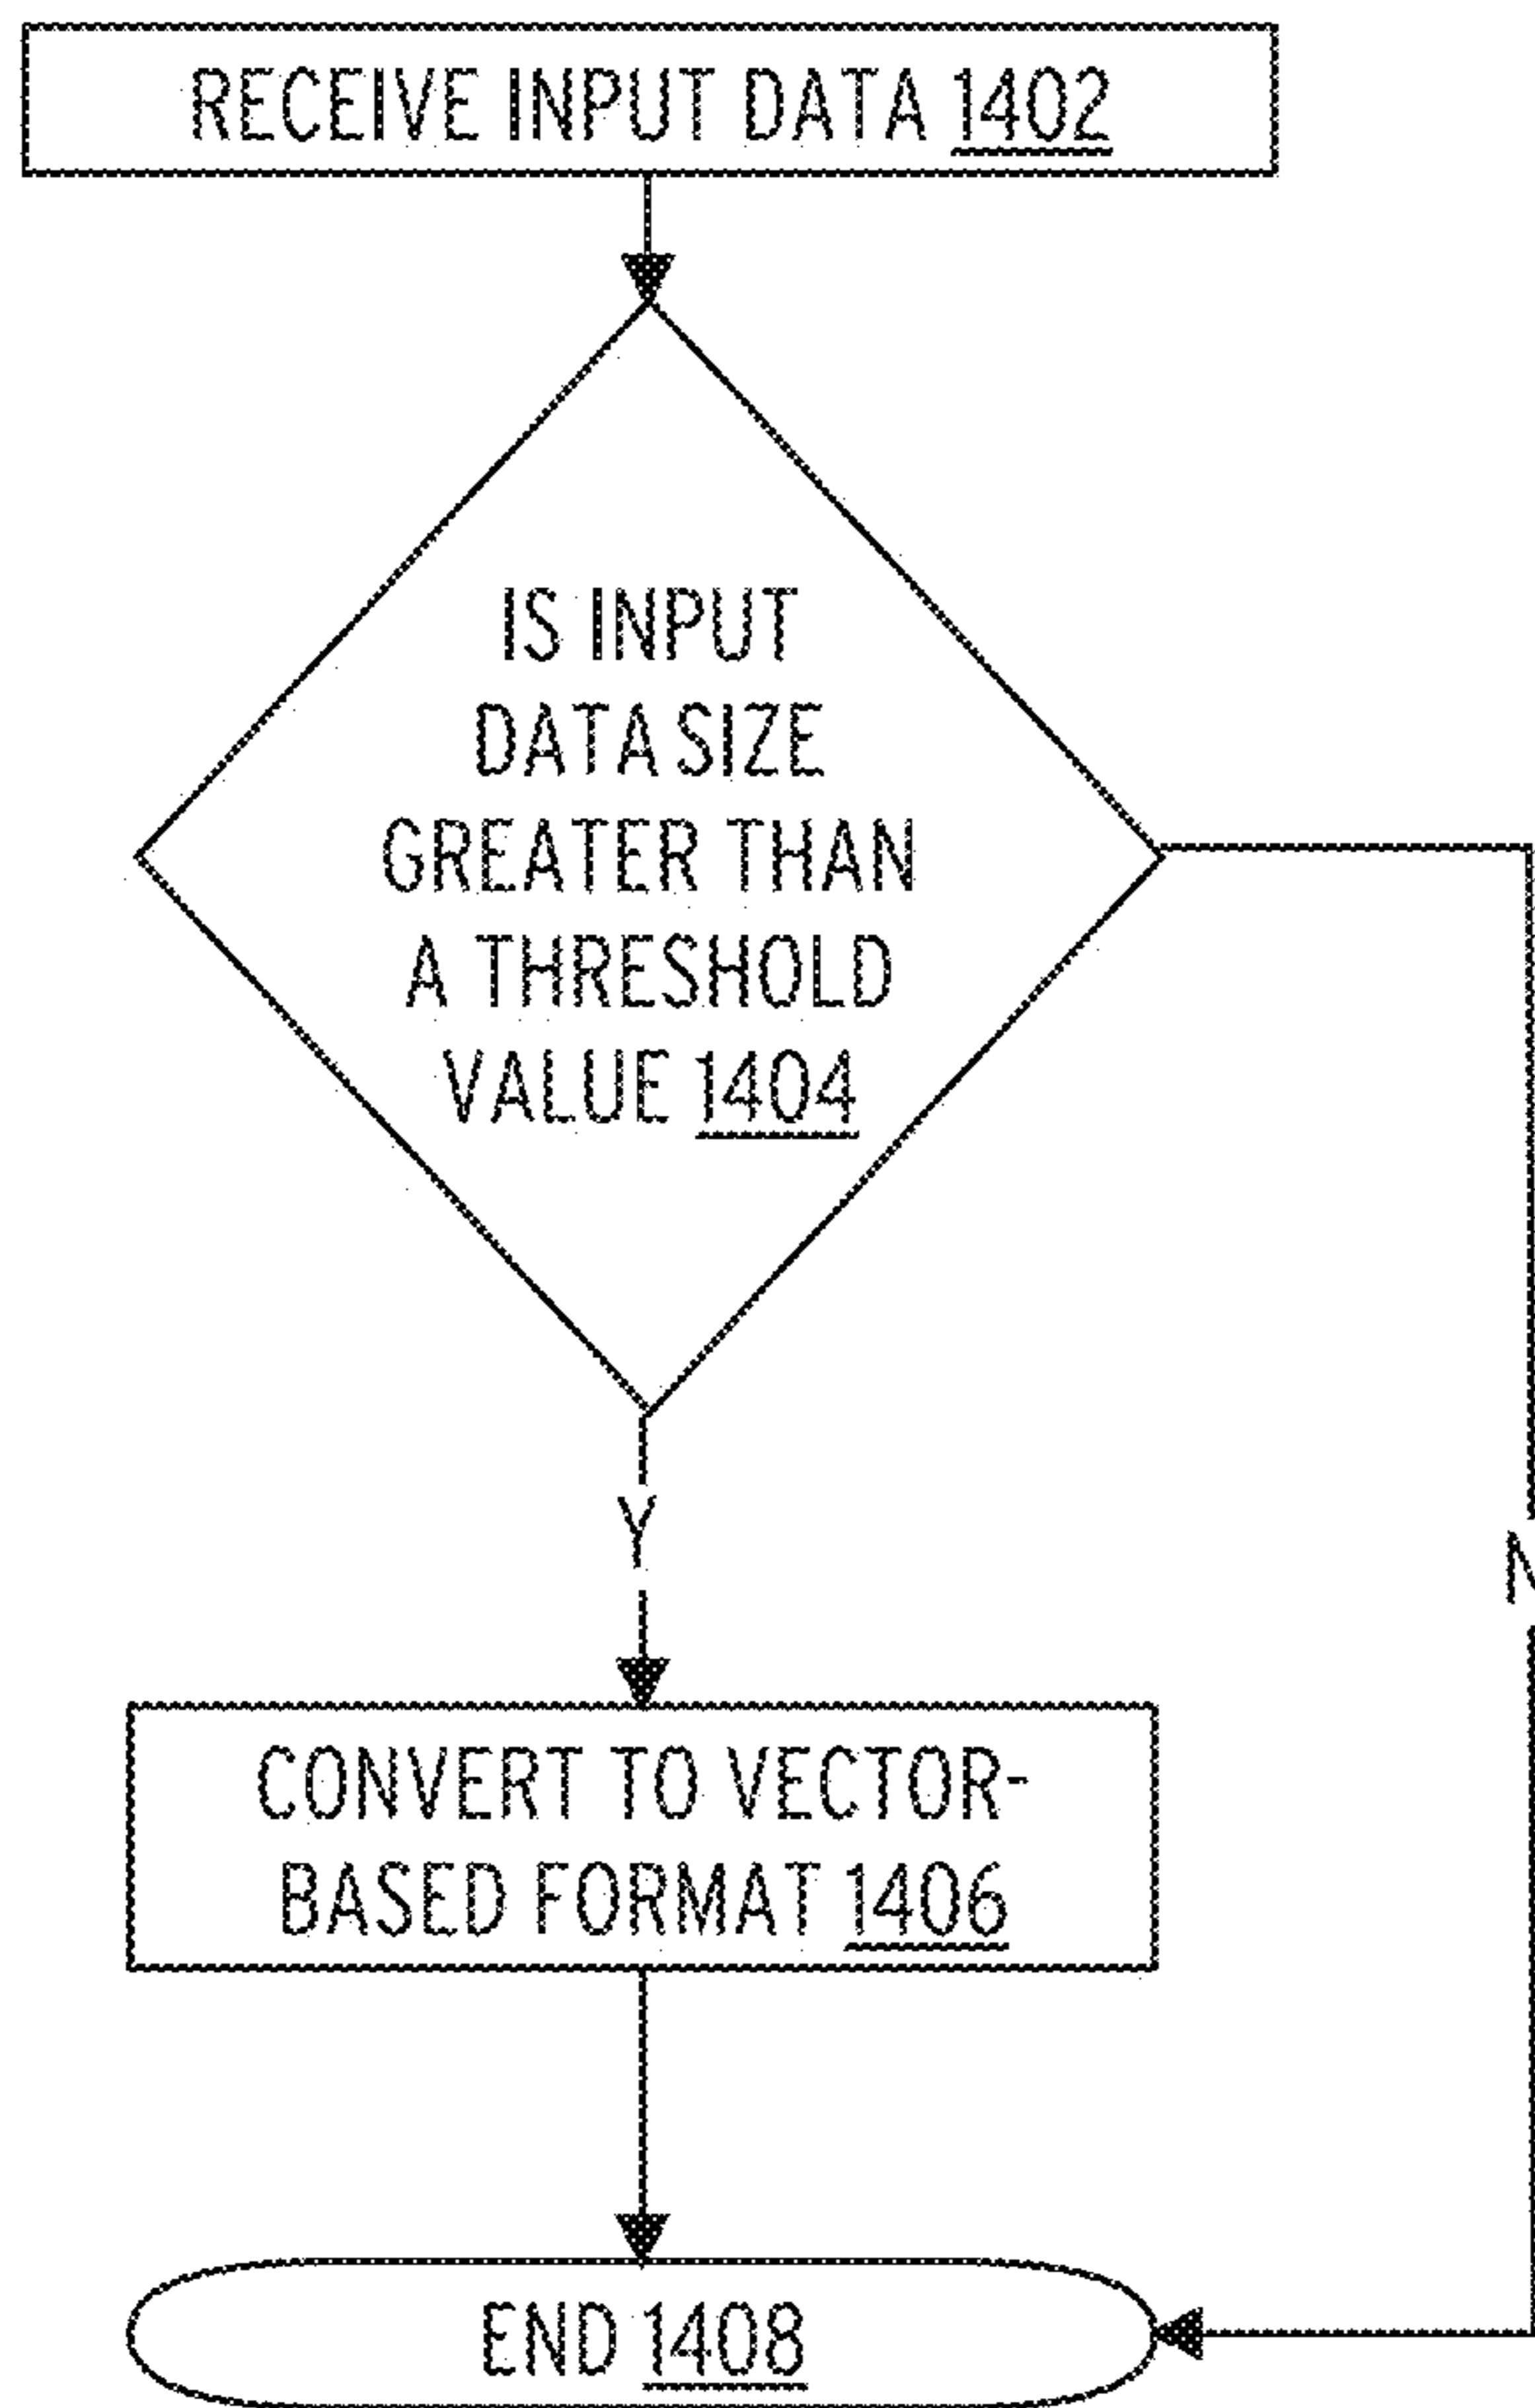 RECEIVE INPUT DATA 1402
IS INPUT
DATA SIZE
GREATER THAN
A THRESHOLD
VALUE 1404
Y
N
CONVERT TO VECTOR-
BASED FORMAT 1406
END 1408